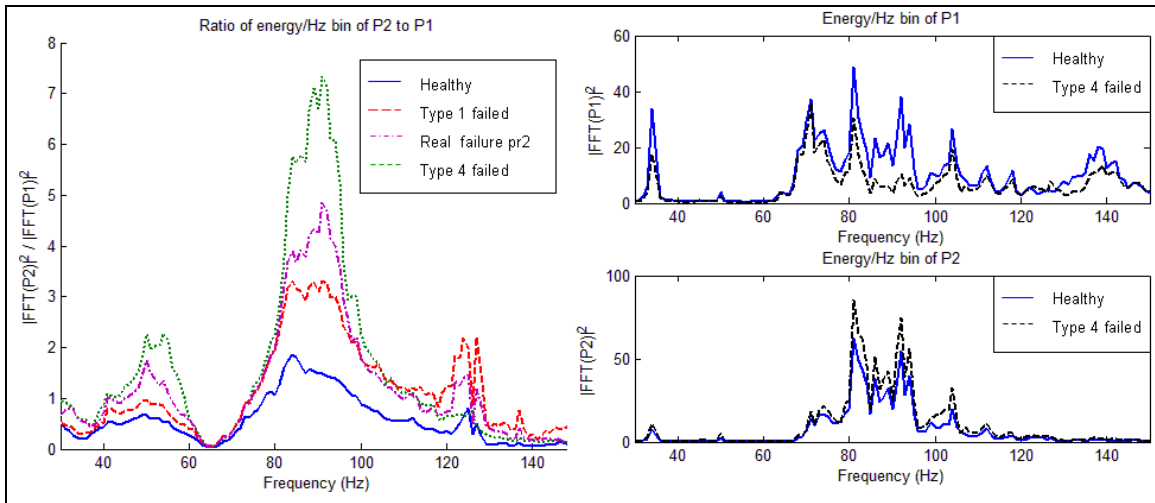 Ratio of energy/Hz bin of P2 to P1
|FFT(P2)|² / |FFT(P1)|²
8
7
6
5
4
3
2
1
0
40
60
80
100
120
140
Frequency (Hz)
Healthy
Type 1 failed
Real failure pr2
Type 4 failed
Energy/Hz bin of P1
|FFT(P1)|²
60
40
20
0
40
60
80
100
120
140
Frequency (Hz)
Healthy
Type 4 failed
Energy/Hz bin of P2
|FFT(P2)|²
100
50
0
40
60
80
100
120
140
Frequency (Hz)
Healthy
Type 4 failed